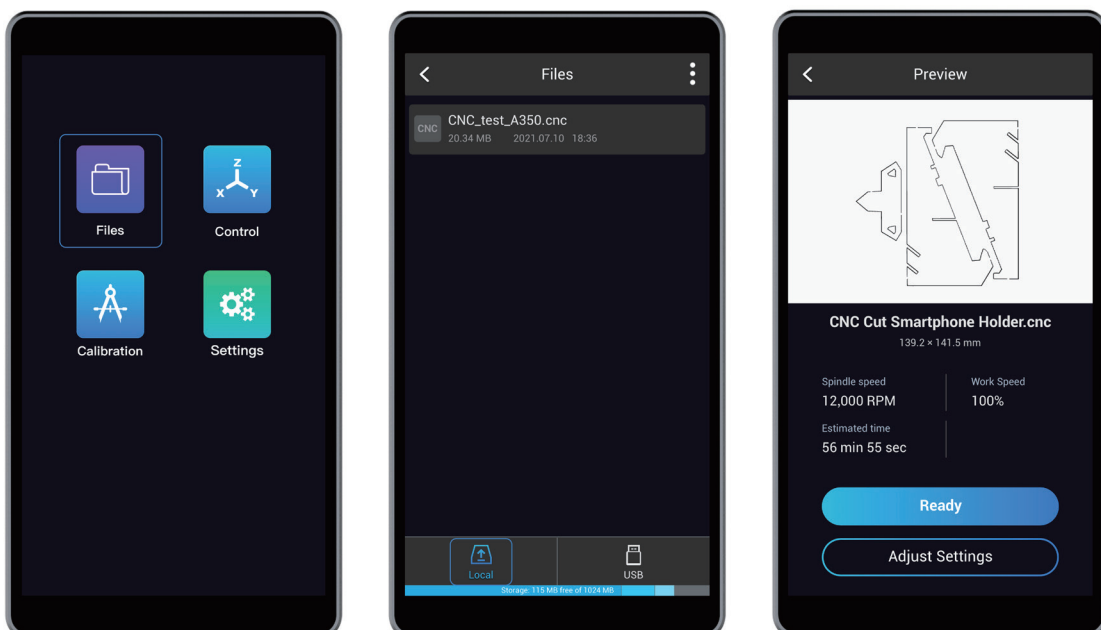 Files
Control
Z
X
Y
Calibration
Settings
Files
CNC
CNC_test_A350.cnc
20.34 MB 2021.07.10 18:36
Local
USB
Storage: 115 MB free of 1024 MB
Preview
CNC Cut Smartphone Holder.cnc
139.2 × 141.5 mm
Spindle speed
Work Speed
12,000 RPM
100%
Estimated time
56 min 55 sec
Ready
Adjust Settings